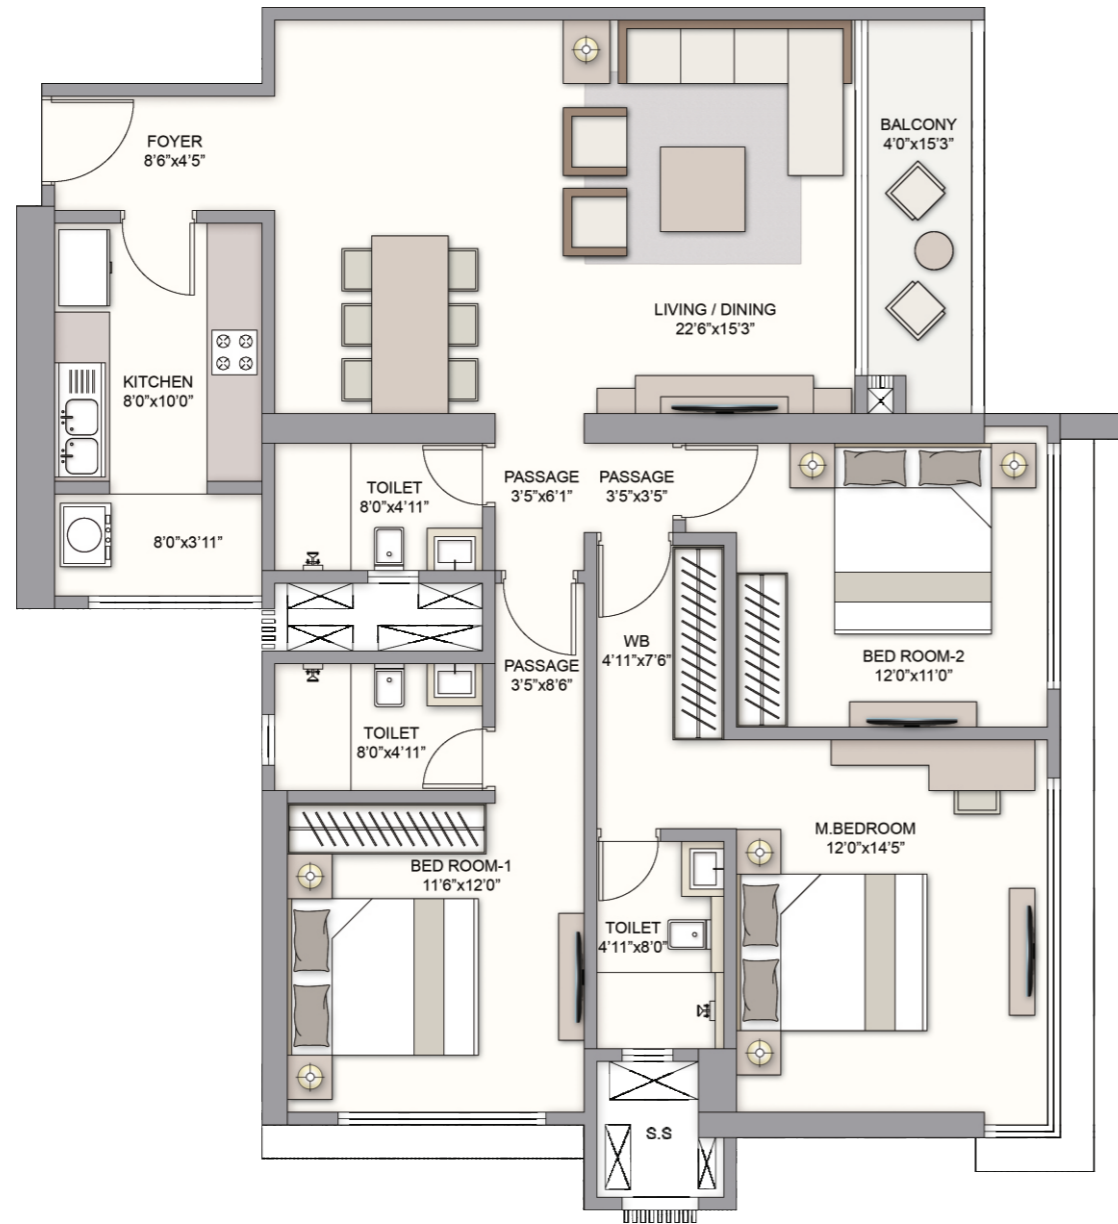 FOYER
8'6"x4'5"
BALCONY
4'0"x15'3"
LIVING / DINING
22'6"x15'3"
KITCHEN
8'0"x10'0"
8'0"x3'11"
TOILET
8'0"x4'11"
PASSAGE
3'5"x6'1"
PASSAGE
3'5"x3'5"
WB
4'11"x7'6"
BED ROOM-2
12'0"x11'0"
PASSAGE
3'5"x8'6"
TOILET
8'0"x4'11"
BED ROOM-1
11'6"x12'0"
M.BEDROOM
12'0"x14'5"
TOILET
4'11"x8'0"
S.S